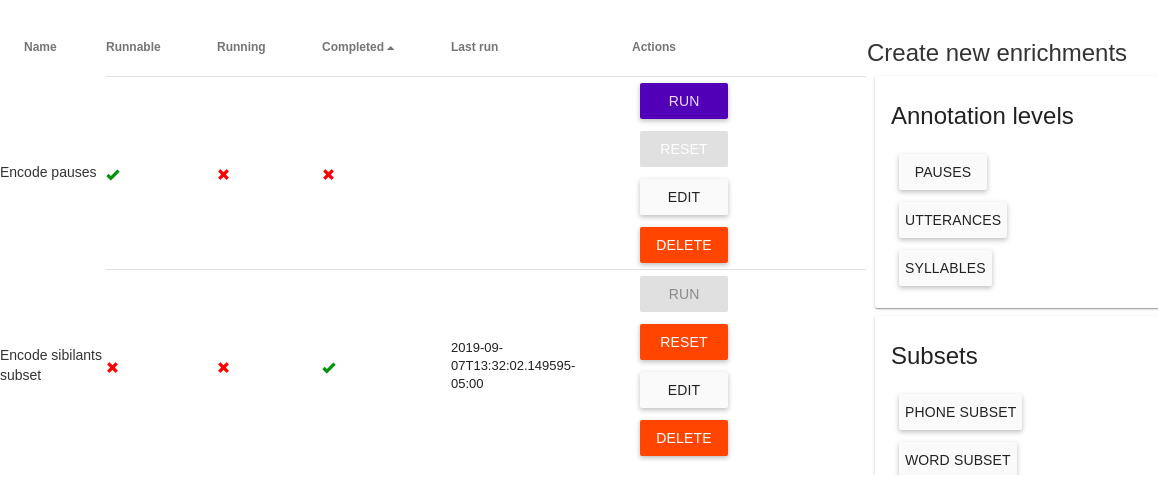 Name Runnable Running Completed Last run Actions
Create new enrichments
Encode pauses
RUN
RESET
EDIT
DELETE
Encode sibilants
subset
2019-09-
07T13:32:02.149595-
05:00
RUN
RESET
EDIT
DELETE
Annotation levels
PAUSES
UTTERANCES
SYLLABLES
Subsets
PHONE SUBSET
WORD SUBSET